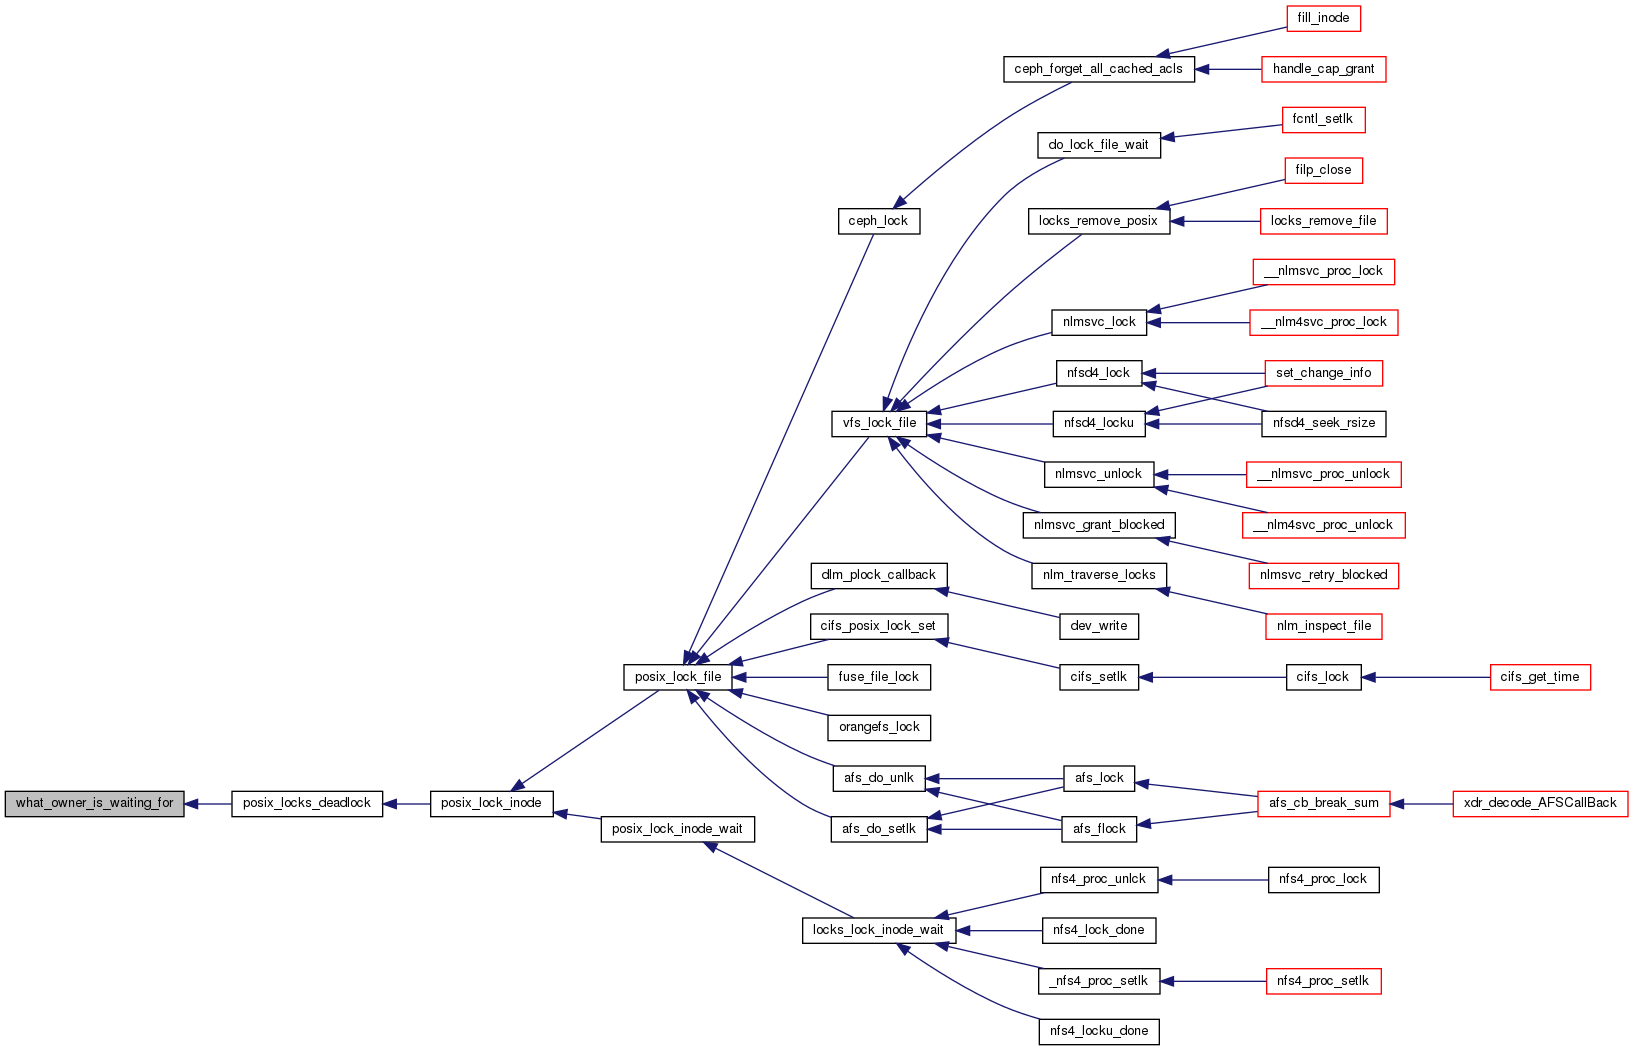 fill_inode
ceph_forget_all_cached_acls
handle_cap_grant
fcntl_setlk
do_lock_file_wait
filp_close
ceph_lock
locks_remove_posix
locks_remove_file
__nlmsvc_proc_lock
nlmsvc_lock
__nlm4svc_proc_lock
nfsd4_lock
set_change_info
vfs_lock_file
nfsd4_locku
nfsd4_seek_rsize
nlmsvc_unlock
__nlmsvc_proc_unlock
nlmsvc_grant_blocked
__nlm4svc_proc_unlock
dlm_plock_callback
nlm_traverse_locks
nlmsvc_retry_blocked
cifs_posix_lock_set
dev_write
nlm_inspect_file
posix_lock_file
fuse_file_lock
cifs_setlk
cifs_lock
cifs_get_time
orangefs_lock
afs_do_unlk
afs_lock
what_owner_is_waiting_for
posix_locks_deadlock
posix_lock_inode
afs_cb_break_sum
xdr_decode_AFSCallBack
posix_lock_inode_wait
afs_do_setlk
afs_flock
nfs4_proc_unlck
nfs4_proc_lock
locks_lock_inode_wait
nfs4_lock_done
_nfs4_proc_setlk
nfs4_proc_setlk
nfs4_locku_done